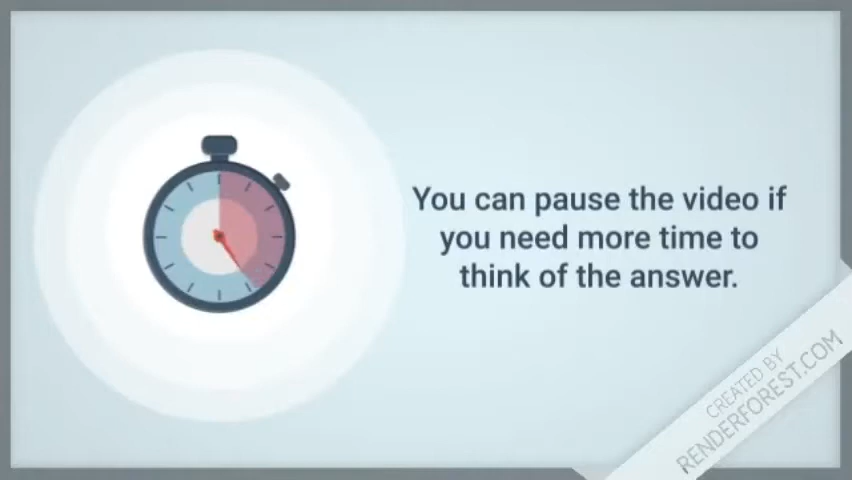 You can pause the video if
you need more time to
think of the answer.
CREATED BY
RENDERFOREST.COM